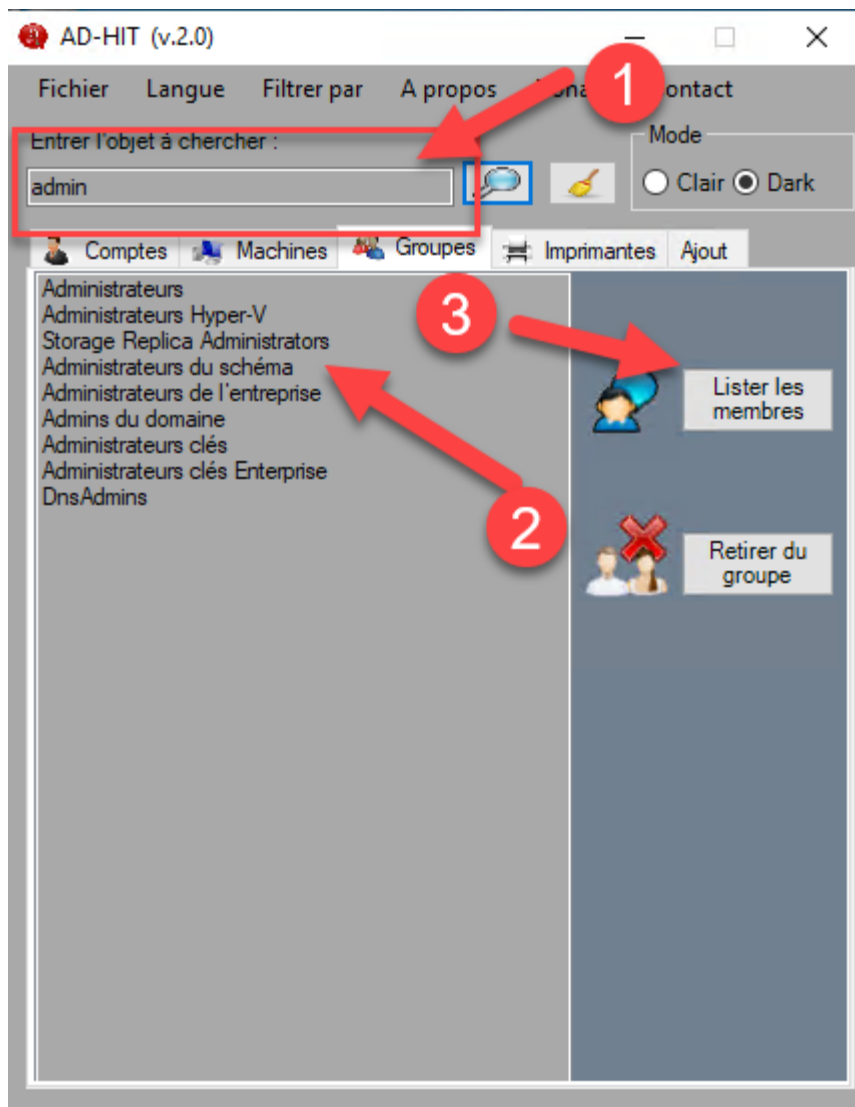 AD-HIT (v.2.0)
Fichier Langue Filtrer par A propos ontact
1
Entrer l'objet à chercher :
Mode
admin
Clair Dark
Comptes Machines Groupes Imprimantes Ajout
Administrateurs
Administrateurs Hyper-V
Storage Replica Administrators
Administrateurs du schéma
Administrateurs de l'entreprise
Admins du domaine
Administrateurs clés
Administrateurs clés Enterprise
DnsAdmins
3
Lister les
membres
2
Retirer du
groupe